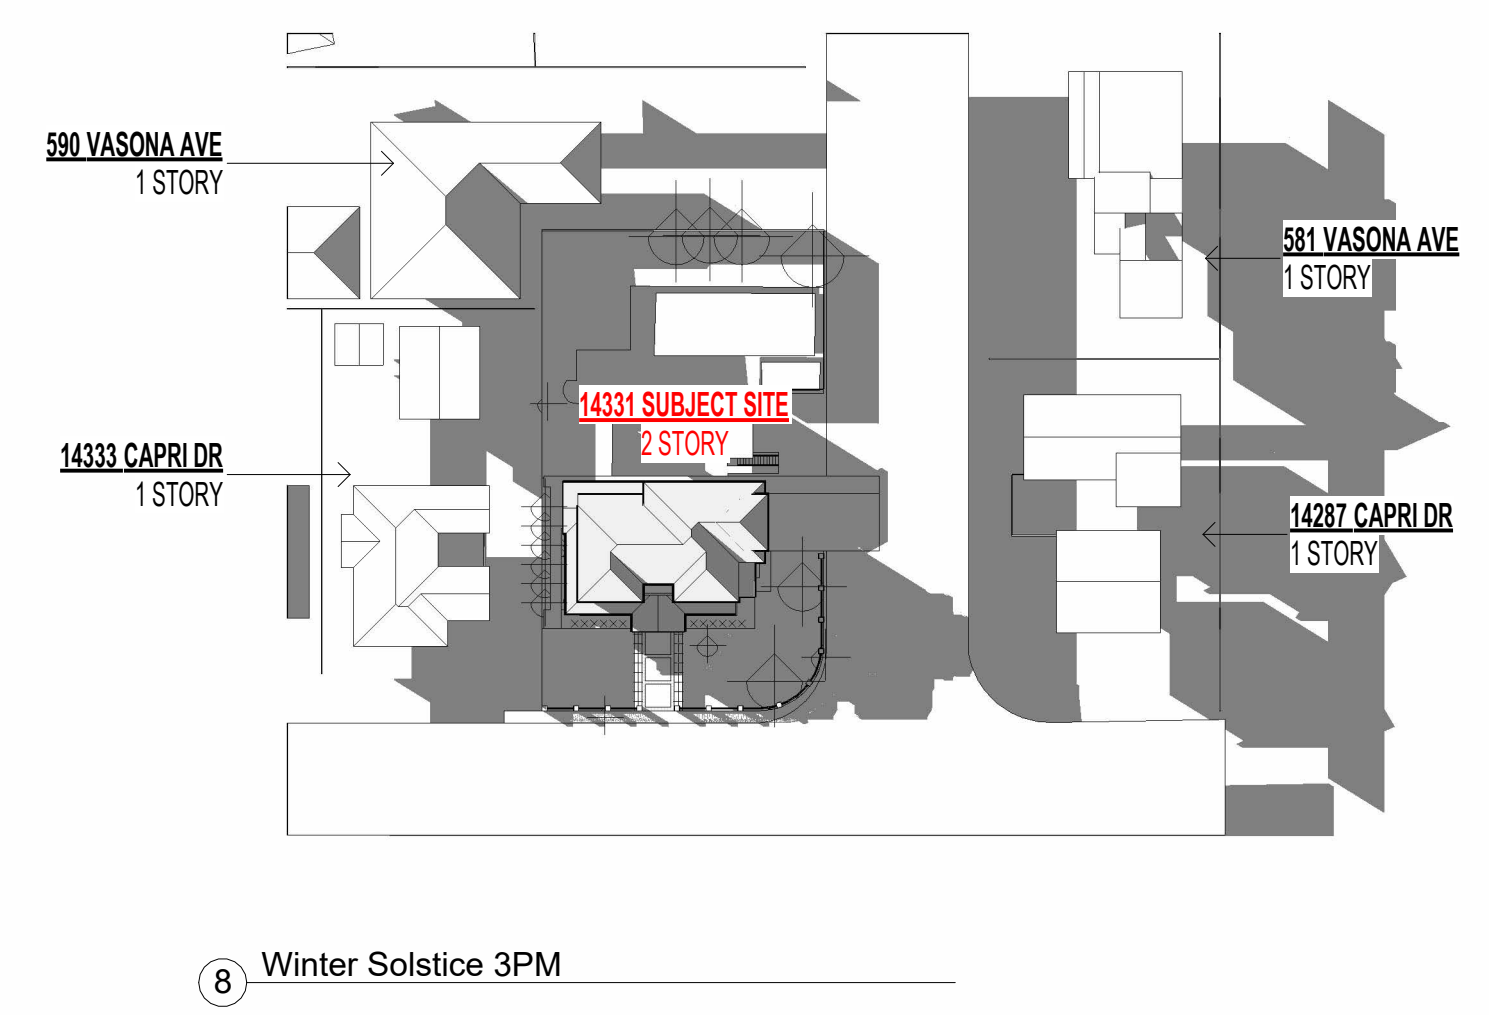 590 VASONA AVE
1 STORY
581 VASONA AVE
1 STORY
14331 SUBJECT SITE
2 STORY
14333 CAPRI DR
1 STORY
14287 CAPRI DR
1 STORY
8 Winter Solstice 3PM